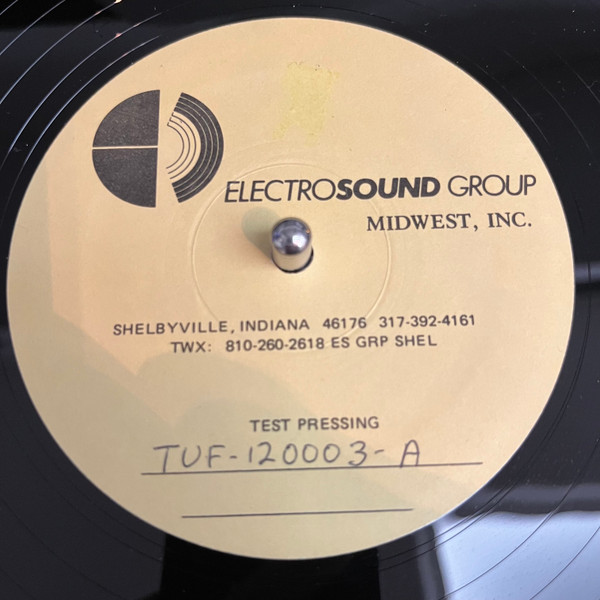 ELECTROSOUND GROUP
MIDWEST, INC.
SHELBYVILLE, INDIANA 46176 317-392-4161
TWX: 810-260-2618 ES GRP SHEL
TEST PRESSING
TUF-120003-A